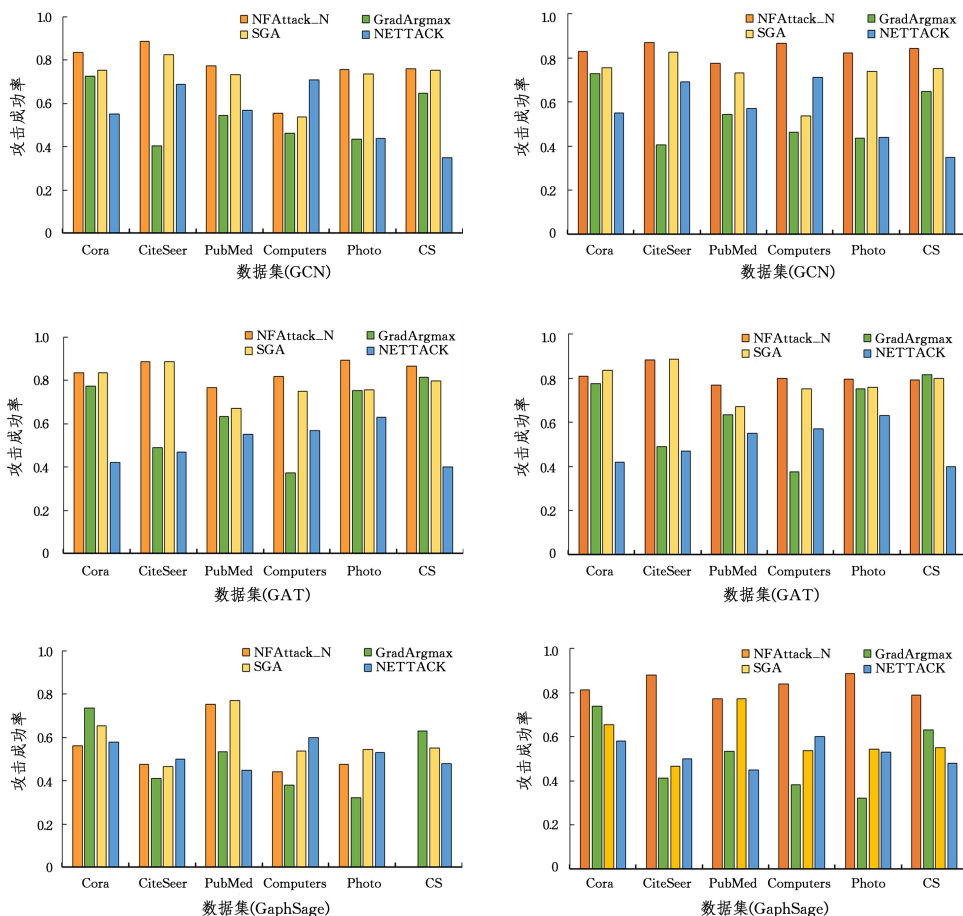 1.0
NFAttack_N
GradArgmax
SGA
NETTACK
0.8
0.6
0.4
0.2
0
攻击成功率
Cora
CiteSeer
PubMed
Computers
Photo
CS
数据集(GCN)
1.0
NFAttack_N
GradArgmax
SGA
NETTACK
0.8
0.6
0.4
0.2
0
攻击成功率
Cora
CiteSeer
PubMed
Computers
Photo
CS
数据集(GCN)
1.0
NFAttack_N
GradArgmax
SGA
NETTACK
0.8
0.6
0.4
0.2
0
攻击成功率
Cora
CiteSeer
PubMed
Computers
Photo
CS
数据集(GAT)
1.0
NFAttack_N
GradArgmax
SGA
NETTACK
0.8
0.6
0.4
0.2
0
攻击成功率
Cora
CiteSeer
PubMed
Computers
Photo
CS
数据集(GAT)
1.0
NFAttack_N
GradArgmax
SGA
NETTACK
0.8
0.6
0.4
0.2
0
攻击成功率
Cora
CiteSeer
PubMed
Computers
Photo
CS
数据集(GaphSage)
1.0
NFAttack_N
GradArgmax
SGA
NETTACK
0.8
0.6
0.4
0.2
0
攻击成功率
Cora
CiteSeer
PubMed
Computers
Photo
CS
数据集(GaphSage)